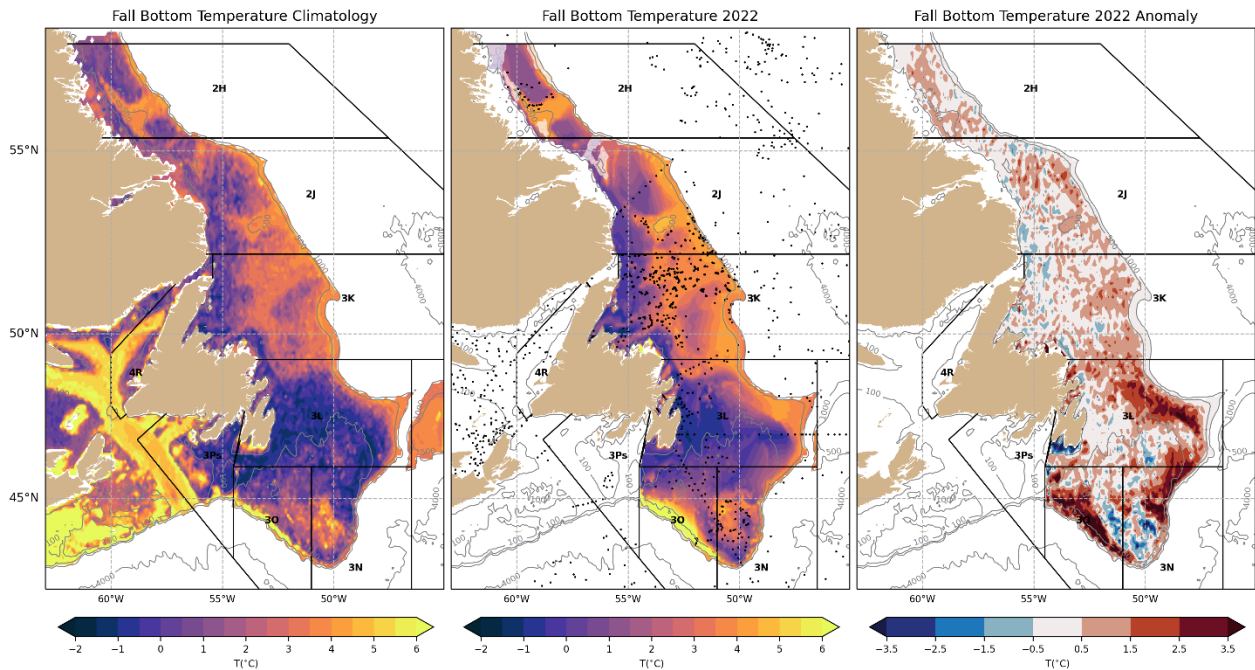 Fall Bottom Temperature Climatology
Fall Bottom Temperature 2022
Fall Bottom Temperature 2022 Anomaly
2H
2H
2H
55°N
2J
2J
2J
3K
3K
3K
50°N
4R
4R
4R
3L
3L
3L
3Ps
3Ps
3Ps
45°N
3O
3O
3O
3N
3N
3N
60°W 55°W 50°W
60°W 55°W 50°W
60°W 55°W 50°W
−2 −1 0 1 2 3 4 5 6
T(°C)
−2 −1 0 1 2 3 4 5 6
T(°C)
−3.5 −2.5 −1.5 −0.5 0.5 1.5 2.5 3.5
T(°C)